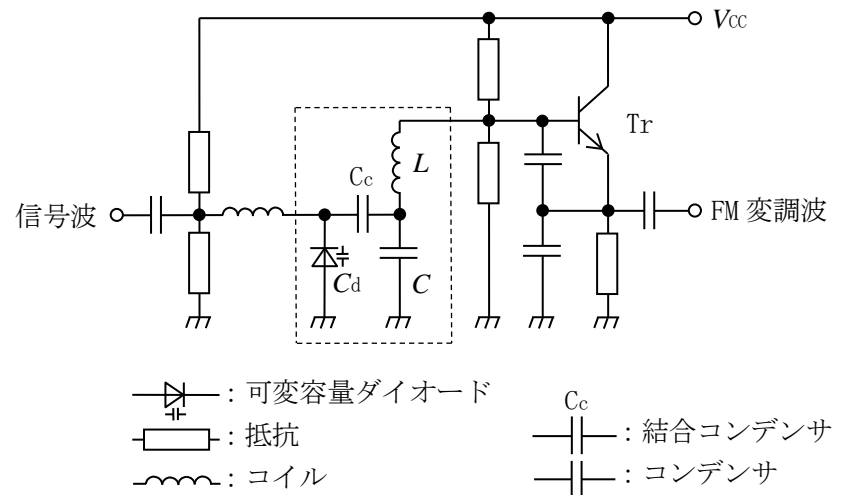 VCC
Tr
L
Cc
信号波
FM 変調波
Cd
C
：可変容量ダイオード
Cc
：抵抗
：結合コンデンサ
：コイル
：コンデンサ